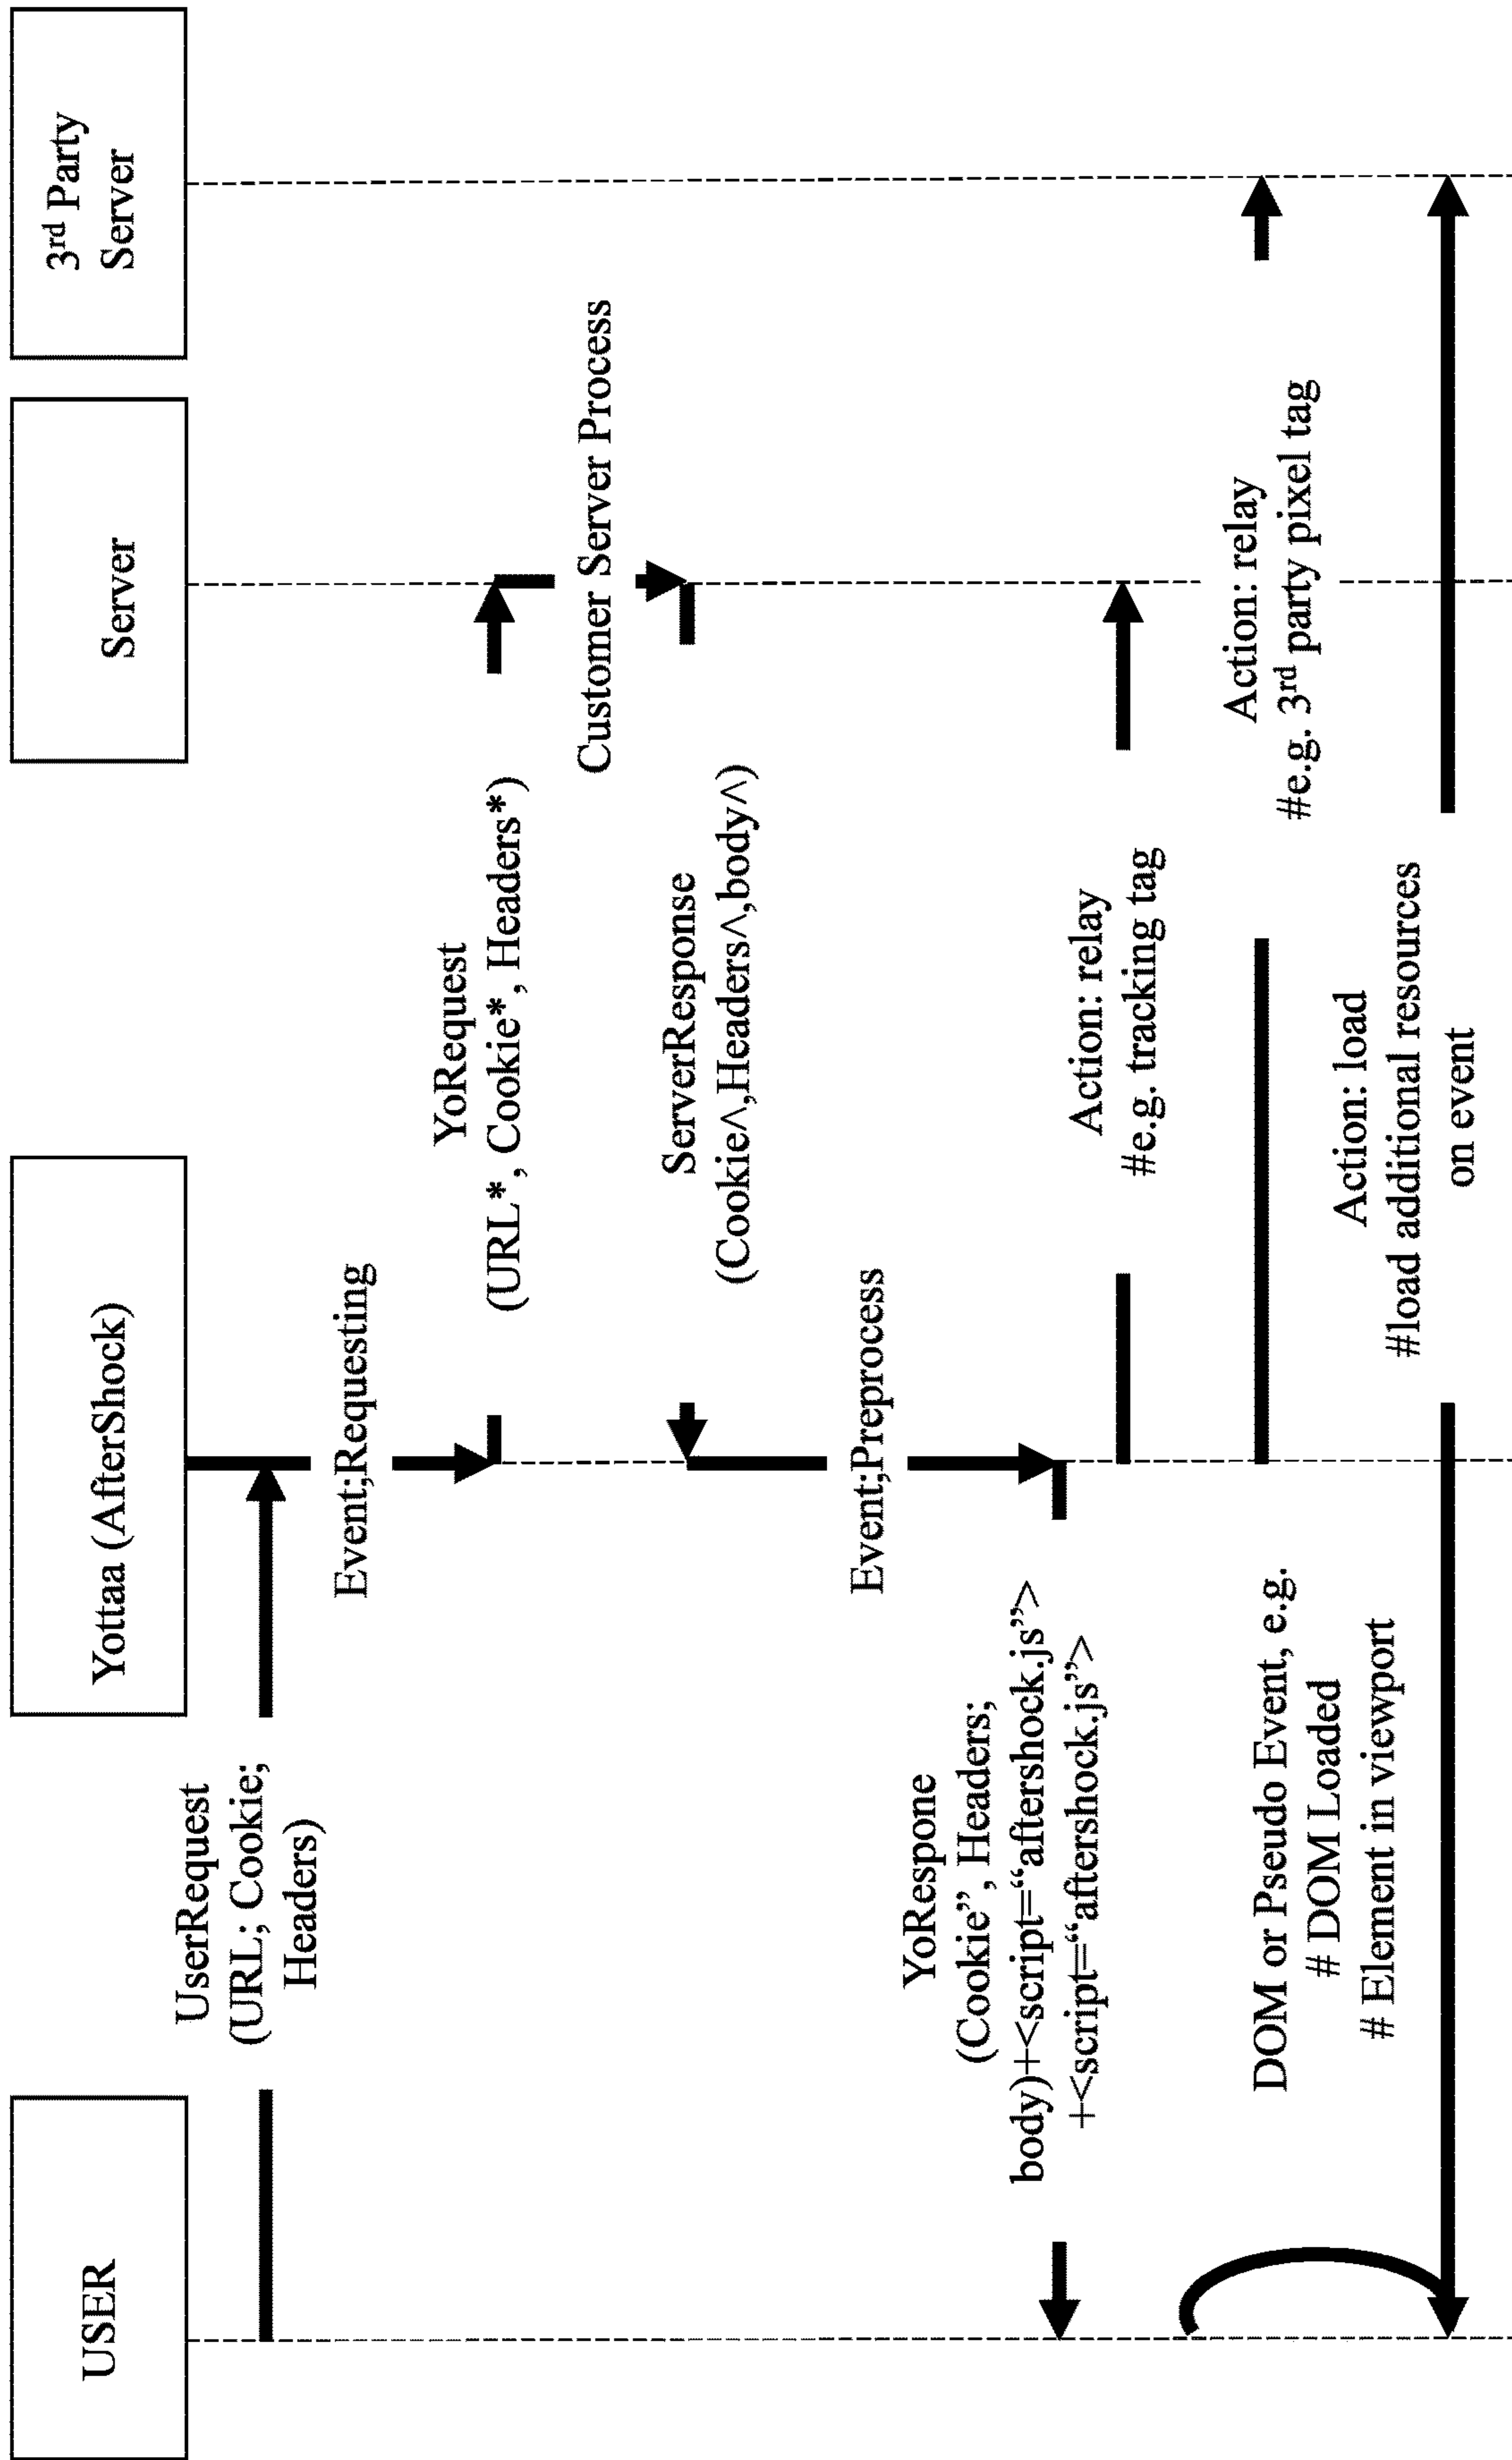 USER
Yottaa (AfterShock)
Server
3rd Party
Server
UserRequest
(URL; Cookie;
Headers)
Event;Requesting
YoRequest
(URL*, Cookie*, Headers*)
Customer Server Process
ServerResponse
(Cookie^,Headers^,body^)
Event;Preprocess
YoRespone
(Cookie”, Headers;
body)+<script=“aftershock.js”>
+<script=“aftershock.js”>
Action: relay
#e.g. tracking tag
Action: relay
#e.g. 3rd party pixel tag
DOM or Pseudo Event, e.g.
# DOM Loaded
# Element in viewport
Action: load
#load additional resources
on event